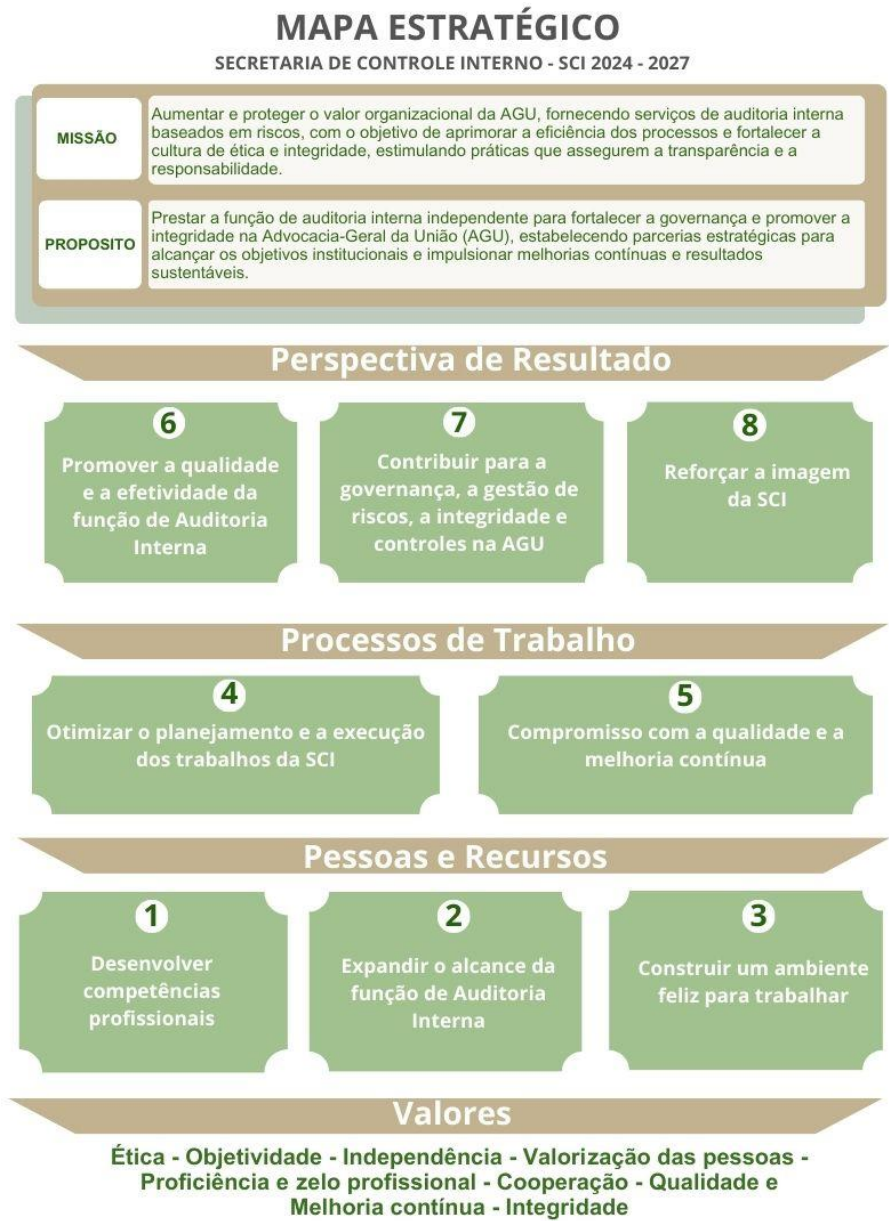 MAPA ESTRATÉGICO
SECRETARIA DE CONTROLE INTERNO - SCI 2024 - 2027
MISSÃO
Aumentar e proteger o valor organizacional da AGU, fornecendo serviços de auditoria interna
baseados em riscos, com o objetivo de aprimorar a eficiência dos processos e fortalecer a
cultura de ética e integridade, estimulando práticas que assegurem a transparência e a
responsabilidade.
PROPOSITO
Prestar a função de auditoria interna independente para fortalecer a governança e promover a
integridade na Advocacia-Geral da União (AGU), estabelecendo parcerias estratégicas para
alcançar os objetivos institucionais e impulsionar melhorias contínuas e resultados
sustentáveis.
Perspectiva de Resultado
6
Promover a qualidade
e a efetividade da
função de Auditoria
Interna
7
Contribuir para a
governança, a gestão de
riscos, a integridade e
controles na AGU
8
Reforçar a imagem
da SCI
Processos de Trabalho
4
Otimizar o planejamento e a execução
dos trabalhos da SCI
5
Compromisso com a qualidade e a
melhoria contínua
Pessoas e Recursos
1
Desenvolver
competências
profissionais
2
Expandir o alcance da
função de Auditoria
Interna
3
Construir um ambiente
feliz para trabalhar
Valores
Ética - Objetividade - Independência - Valorização das pessoas -
Proficiência e zelo profissional - Cooperação - Qualidade e
Melhoria contínua - Integridade